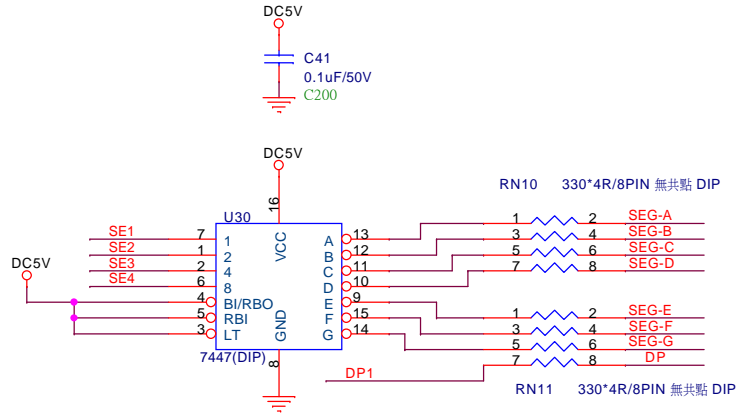 DC5V
C41
0.1uF/50V
C200
DC5V
RN10 330*4R/8PIN 無共點 DIP
16
U30
VCC
SE1 7 1 A 13 1 2 SEG-A
SE2 1 2 B 12 3 4 SEG-B
SE3 2 4 C 11 5 6 SEG-C
SE4 6 8 D 10 7 8 SEG-D
DC5V
4 BI/RBO E 9 1 2 SEG-E
5 RBI F 15 3 4 SEG-F
3 LT G 14 5 6 SEG-G
GND
7447(DIP) 8 7 8 DP
DP1
RN11 330*4R/8PIN 無共點 DIP